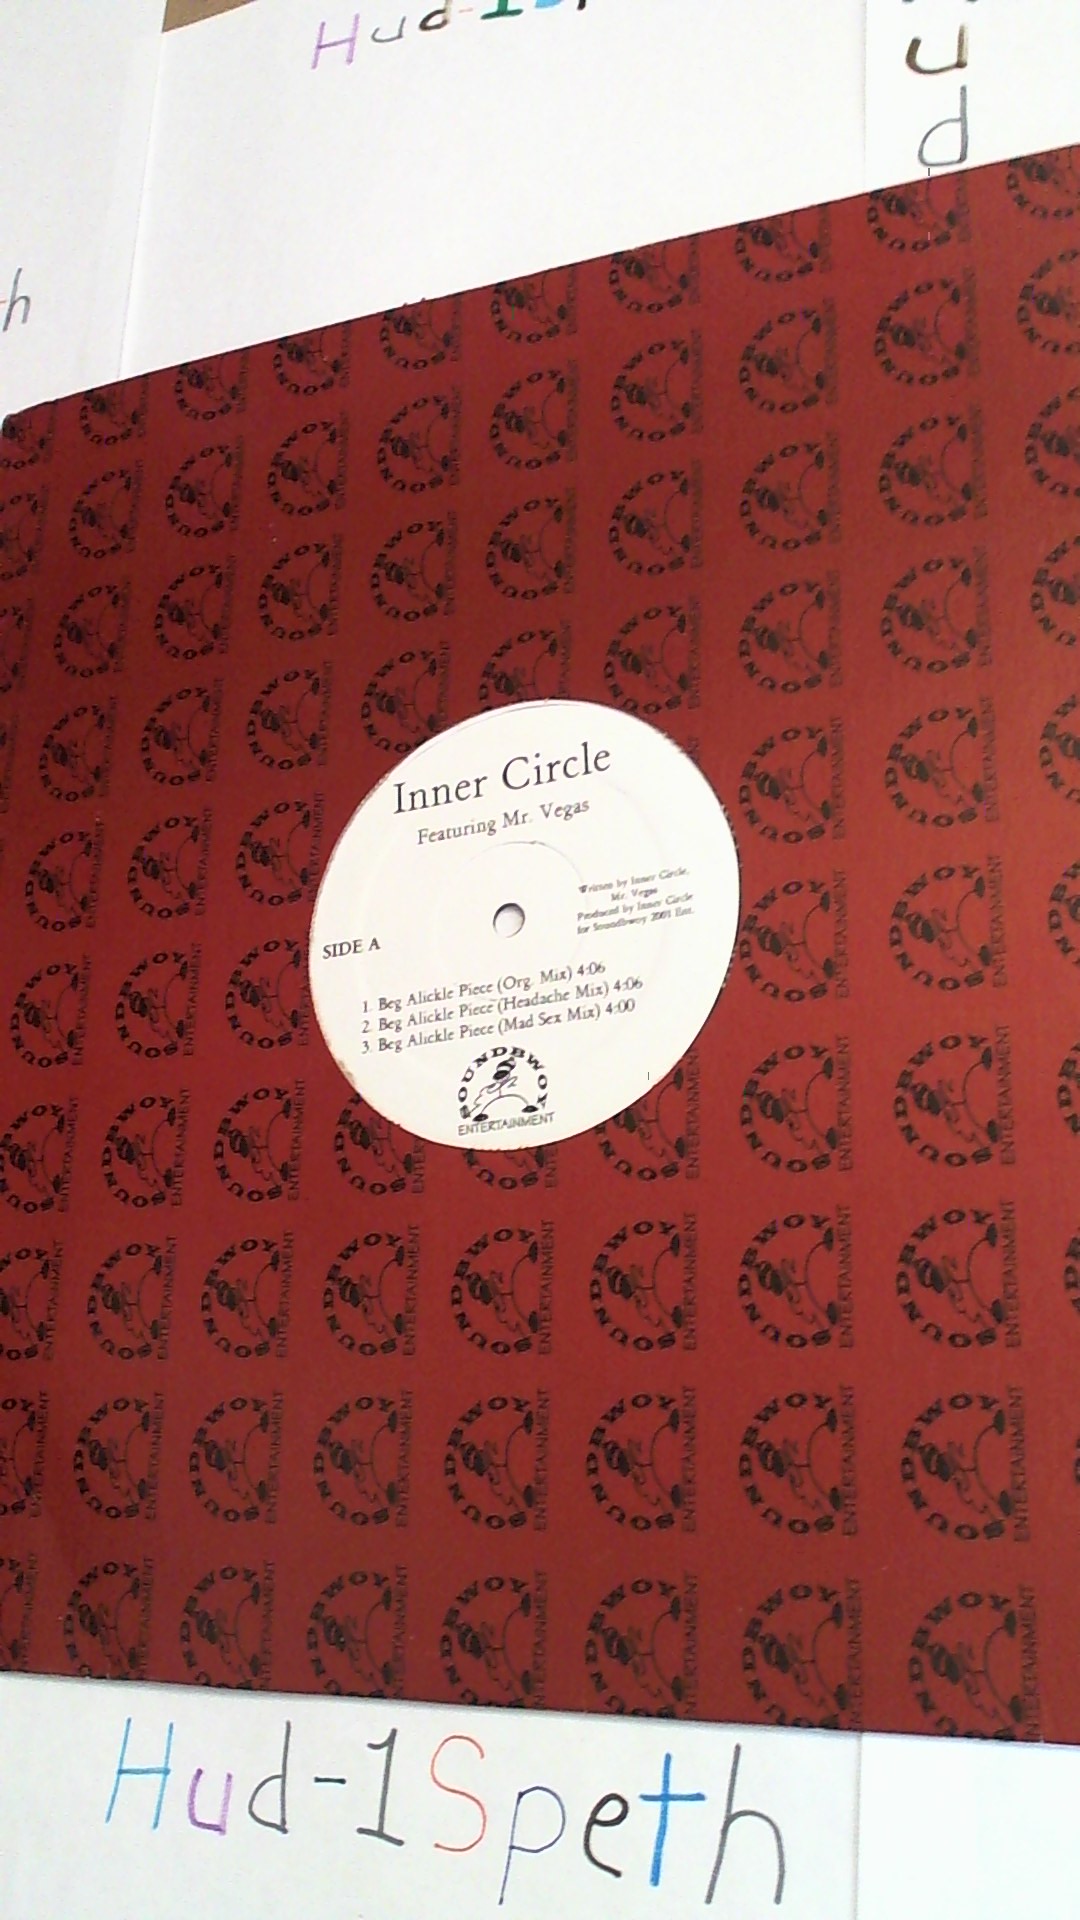 Hud-1Sp
u
d
h
Inner Circle
Featuring Mr. Vegas
Written by Inner Circle,
Mr. Vegas
Produced by Inner Circle
for Soundbwoy 2001 Ent.
SIDE A
1. Beg Alickle Piece (Org. Mix) 4:06
2. Beg Alickle Piece (Headache Mix) 4:06
3. Beg Alickle Piece (Mad Sex Mix) 4:00
SOUNDBWOY
ENTERTAINMENT
Hud-1Speth